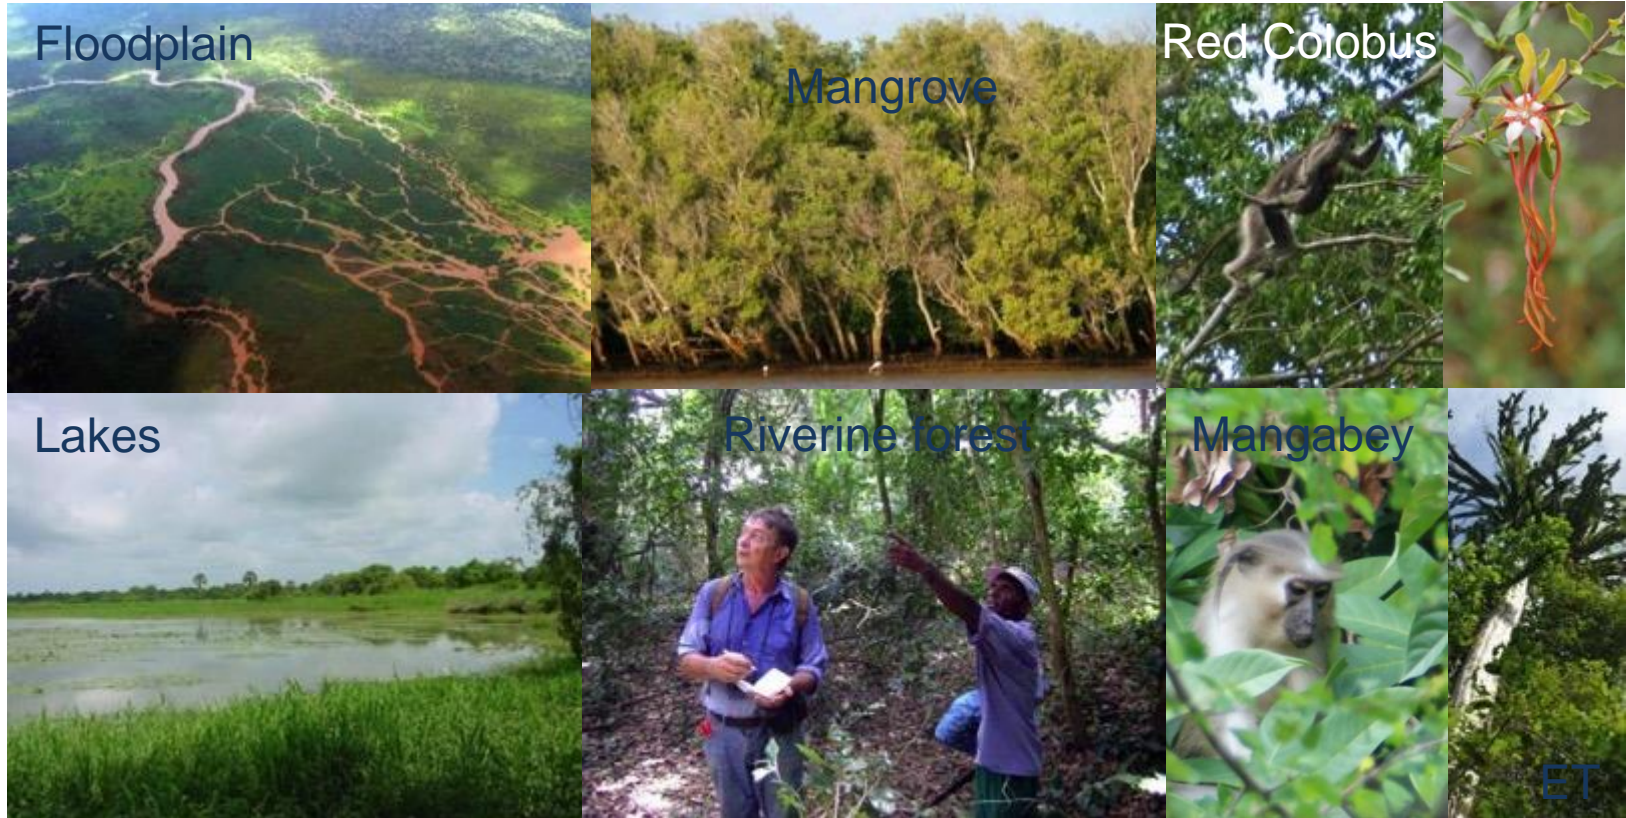 Floodplain
Mangrove
Red Colobus
Lakes
Riverine forest
Mangabey
ET